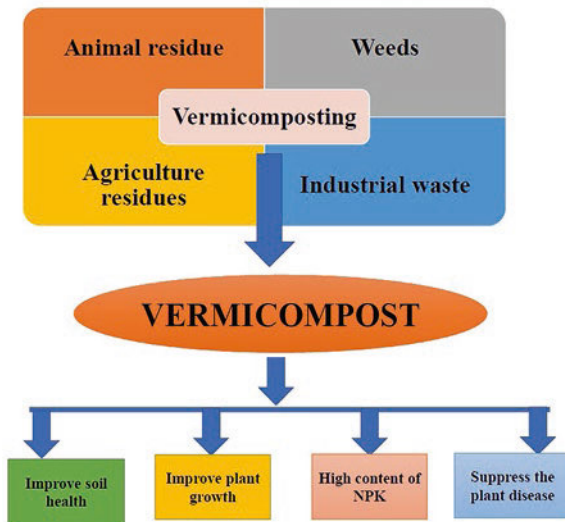 Animal residue
Weeds
Vermicomposting
Agriculture
residues
Industrial waste
VERMICOMPOST
Improve soil
health
Improve plant
growth
High content of
NPK
Suppress the
plant disease